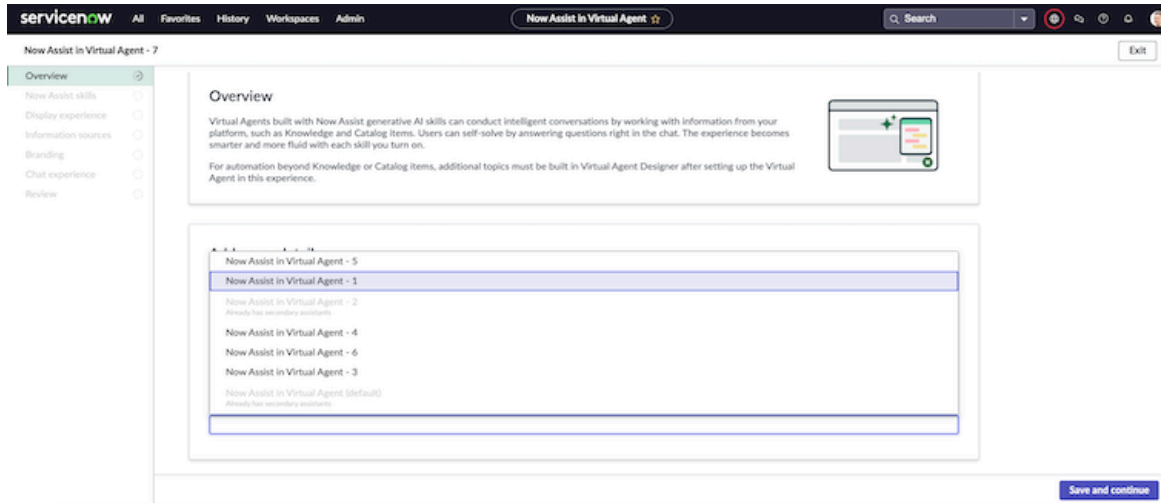 servicenow All Favorites History Workspaces Admin Now Assist in Virtual Agent Search
Now Assist in Virtual Agent - 7 Exit
Overview
Now Assist skills
Display experience
Information sources
Branding
Chat experience
Review
Overview
Virtual Agents built with Now Assist generative AI skills can conduct intelligent conversations by working with information from your
platform, such as Knowledge and Catalog items. Users can self-solve by answering questions right in the chat. The experience becomes
smarter and more fluid with each skill you turn on.
For automation beyond Knowledge or Catalog items, additional topics must be built in Virtual Agent Designer after setting up the Virtual
Agent in this experience.
Now Assist in Virtual Agent - 5
Now Assist in Virtual Agent - 1
Now Assist in Virtual Agent - 2
Already has secondary assistants
Now Assist in Virtual Agent - 4
Now Assist in Virtual Agent - 6
Now Assist in Virtual Agent - 3
Now Assist in Virtual Agent (default)
Already has secondary assistants
Save and continue